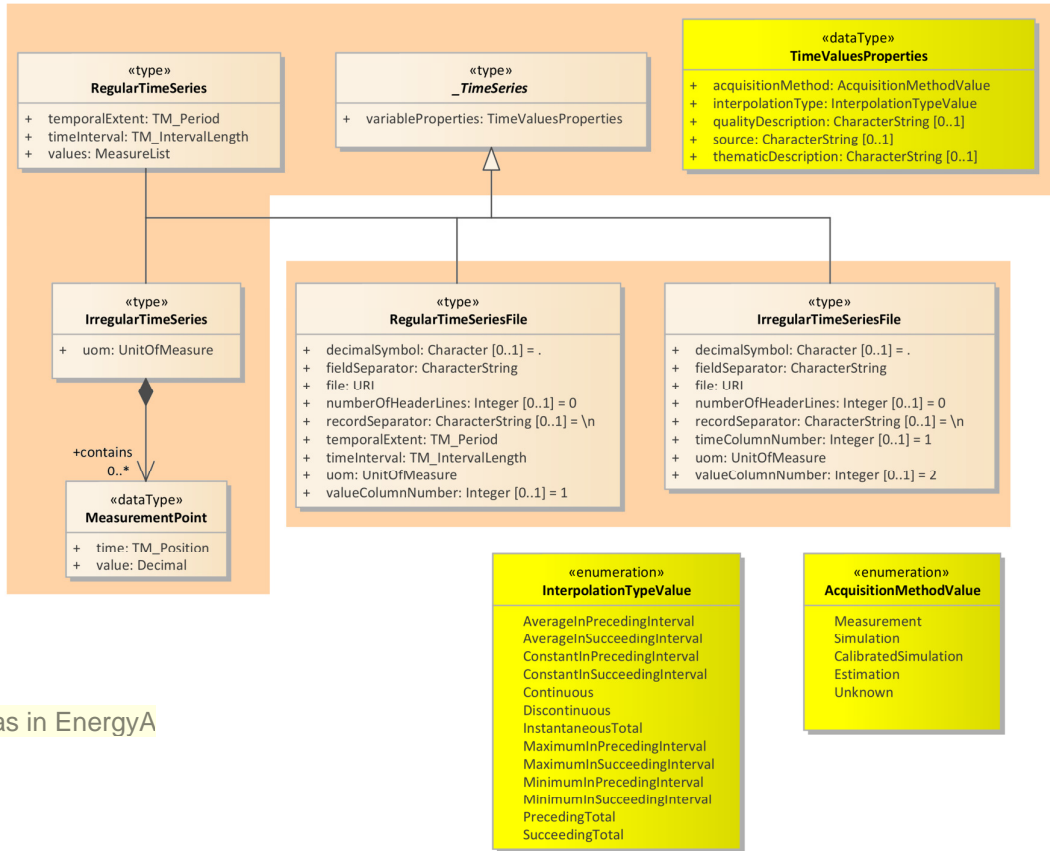 «type»
RegularTimeSeries
+ temporalExtent: TM_Period
+ timeInterval: TM_IntervalLength
+ values: MeasureList
«type»
_TimeSeries
+ variableProperties: TimeValuesProperties
«dataType»
TimeValuesProperties
+ acquisitionMethod: AcquisitionMethodValue
+ interpolationType: InterpolationTypeValue
+ qualityDescription: CharacterString [0..1]
+ source: CharacterString [0..1]
+ thematicDescription: CharacterString [0..1]
«type»
IrregularTimeSeries
+ uom: UnitOfMeasure
+contains
0..*
«dataType»
MeasurementPoint
+ time: TM_Position
+ value: Decimal
«type»
RegularTimeSeriesFile
+ decimalSymbol: Character [0..1] = .
+ fieldSeparator: CharacterString
+ file: URI
+ numberOfHeaderLines: Integer [0..1] = 0
+ recordSeparator: CharacterString [0..1] = \n
+ temporalExtent: TM_Period
+ timeInterval: TM_IntervalLength
+ uom: UnitOfMeasure
+ valueColumnNumber: Integer [0..1] = 1
«type»
IrregularTimeSeriesFile
+ decimalSymbol: Character [0..1] = .
+ fieldSeparator: CharacterString
+ file: URI
+ numberOfHeaderLines: Integer [0..1] = 0
+ recordSeparator: CharacterString [0..1] = \n
+ timeColumnNumber: Integer [0..1] = 1
+ uom: UnitOfMeasure
+ valueColumnNumber: Integer [0..1] = 2
«enumeration»
InterpolationTypeValue
AverageInPrecedingInterval
AverageInSucceedingInterval
ConstantInPrecedingInterval
ConstantInSucceedingInterval
Continuous
Discontinuous
InstantaneousTotal
MaximumInPrecedingInterval
MaximumInSucceedingInterval
MinimumInPrecedingInterval
MinimumInSucceedingInterval
PrecedingTotal
SucceedingTotal
«enumeration»
AcquisitionMethodValue
Measurement
Simulation
CalibratedSimulation
Estimation
Unknown
as in EnergyA